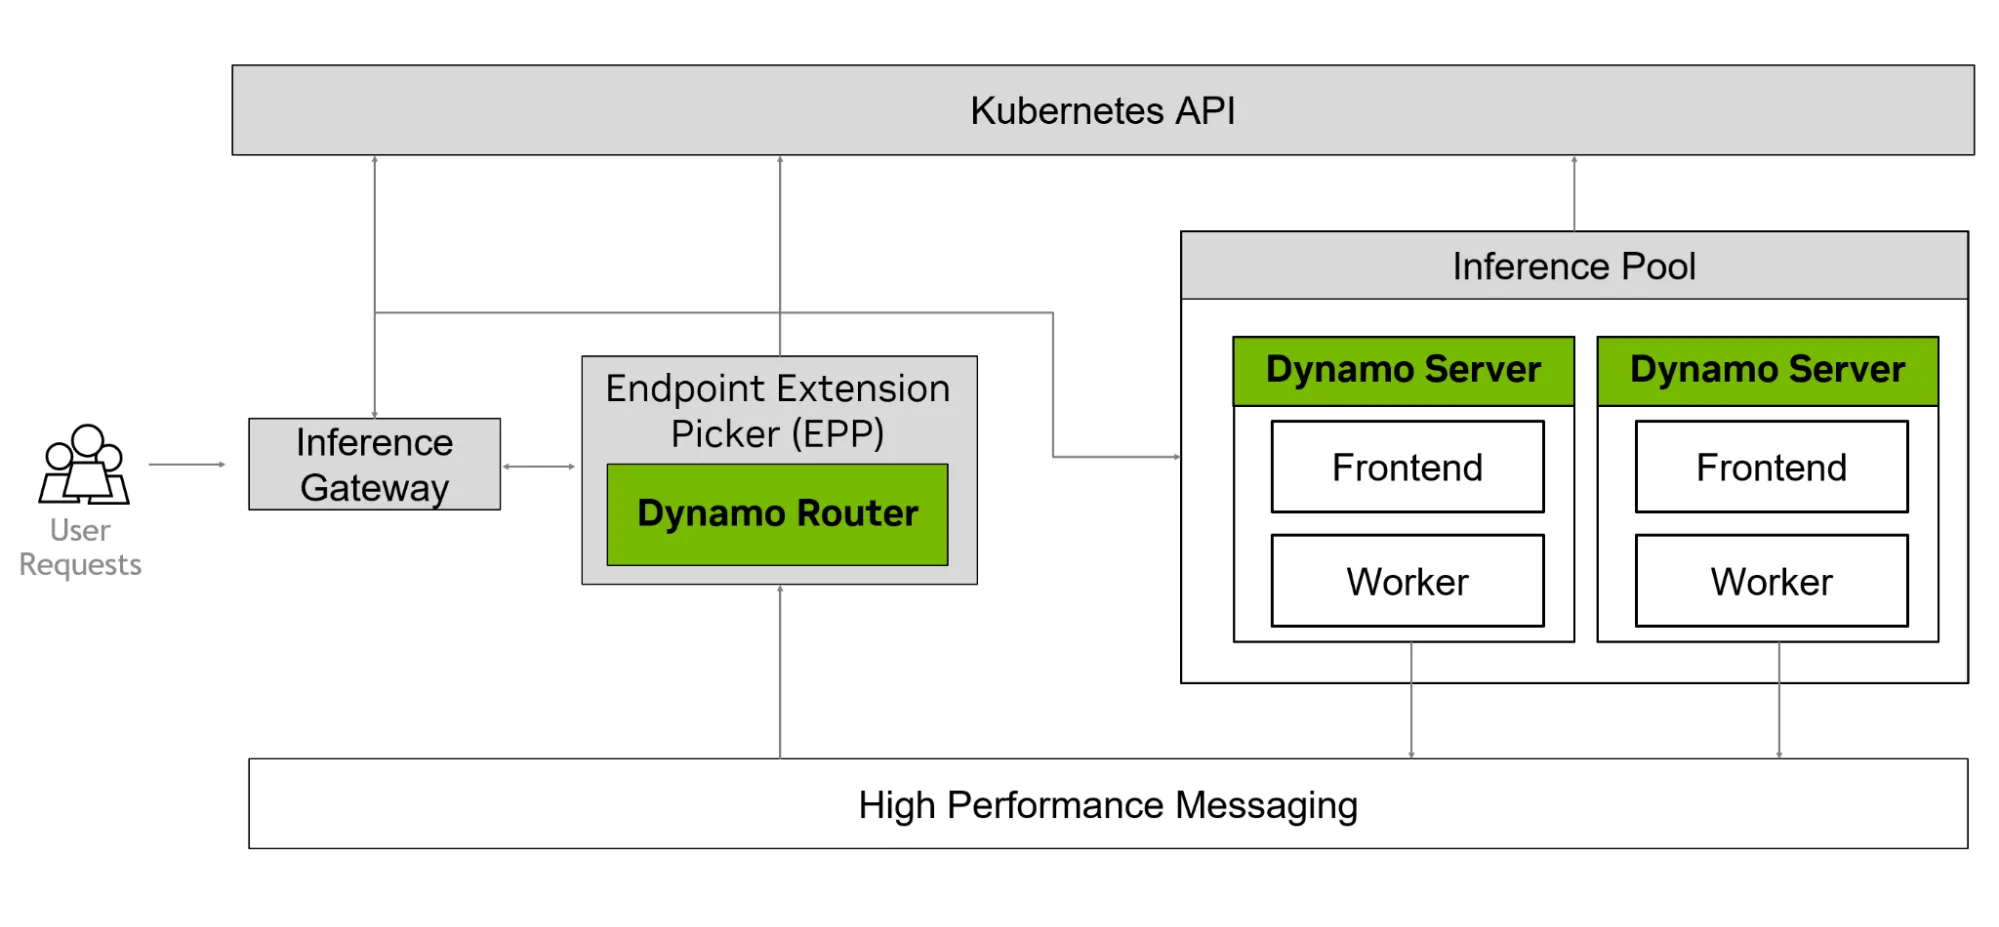 Kubernetes API
Inference Pool
Dynamo Server
Dynamo Server
Endpoint Extension
Picker (EPP)
Dynamo Router
Inference
Gateway
User
Requests
Frontend
Frontend
Worker
Worker
High Performance Messaging